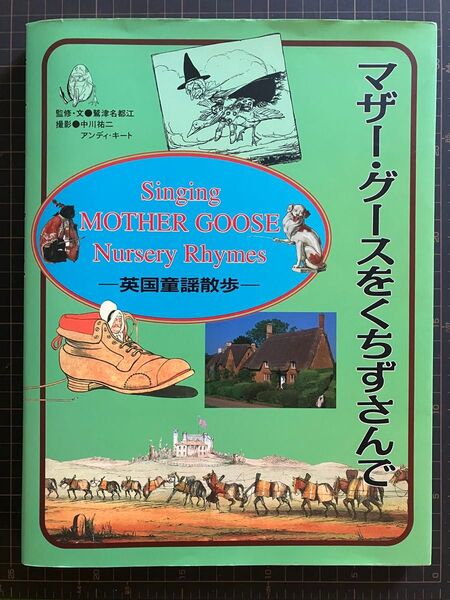 マザー・グースをくちずさんで
監修・文●鷲津名都江
撮影●中川祐二
アンディ・キート
Singing
MOTHER GOOSE
Nursery Rhymes
―英国童謡散歩―